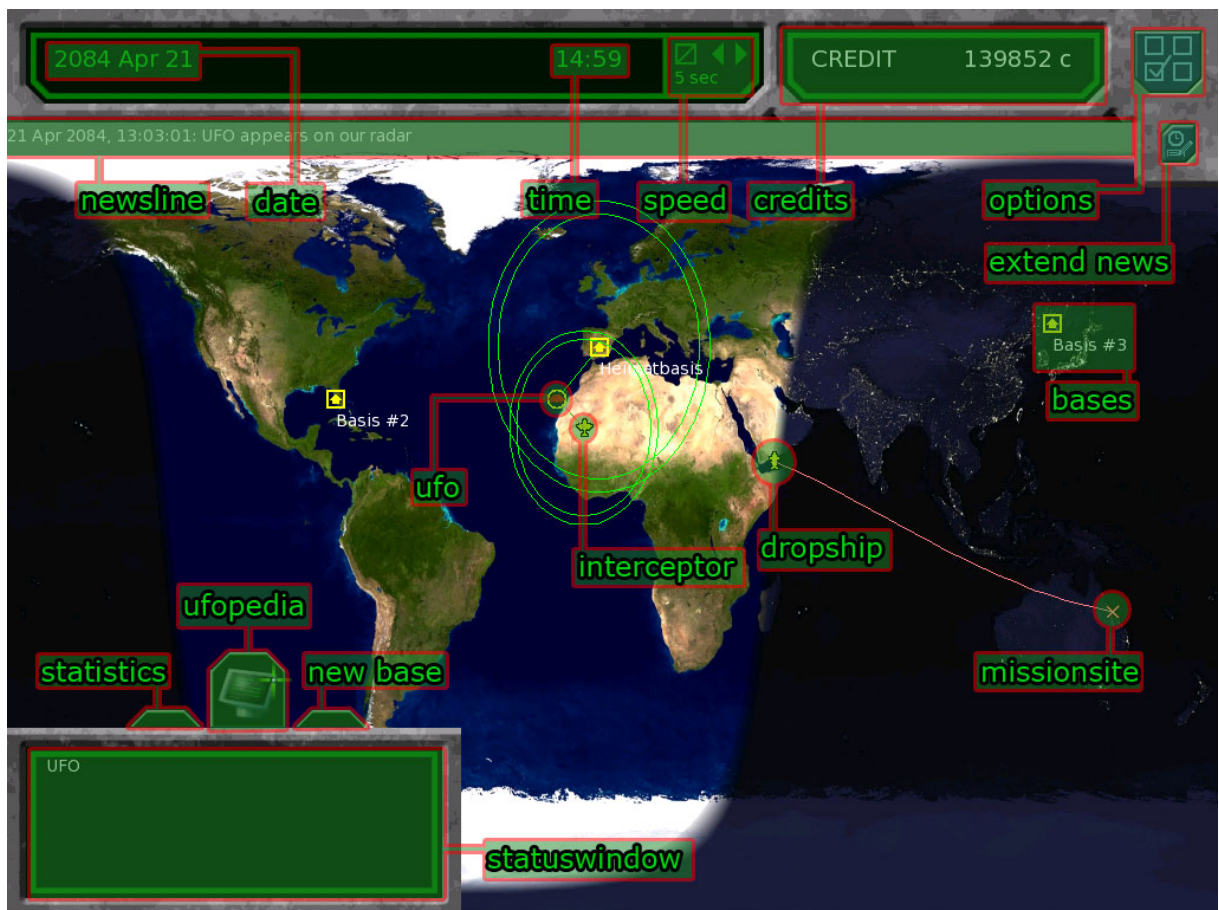 2084 Apr 21
14:59
5 sec
CREDIT 139852 c
21 Apr 2084, 13:03:01: UFO appears on our radar
newsline
date
time
speed
credits
options
extend news
Basis #3
Heimatbasis
bases
Basis #2
ufo
dropship
interceptor
ufopedia
statistics
new base
missionsite
UFO
statuswindow